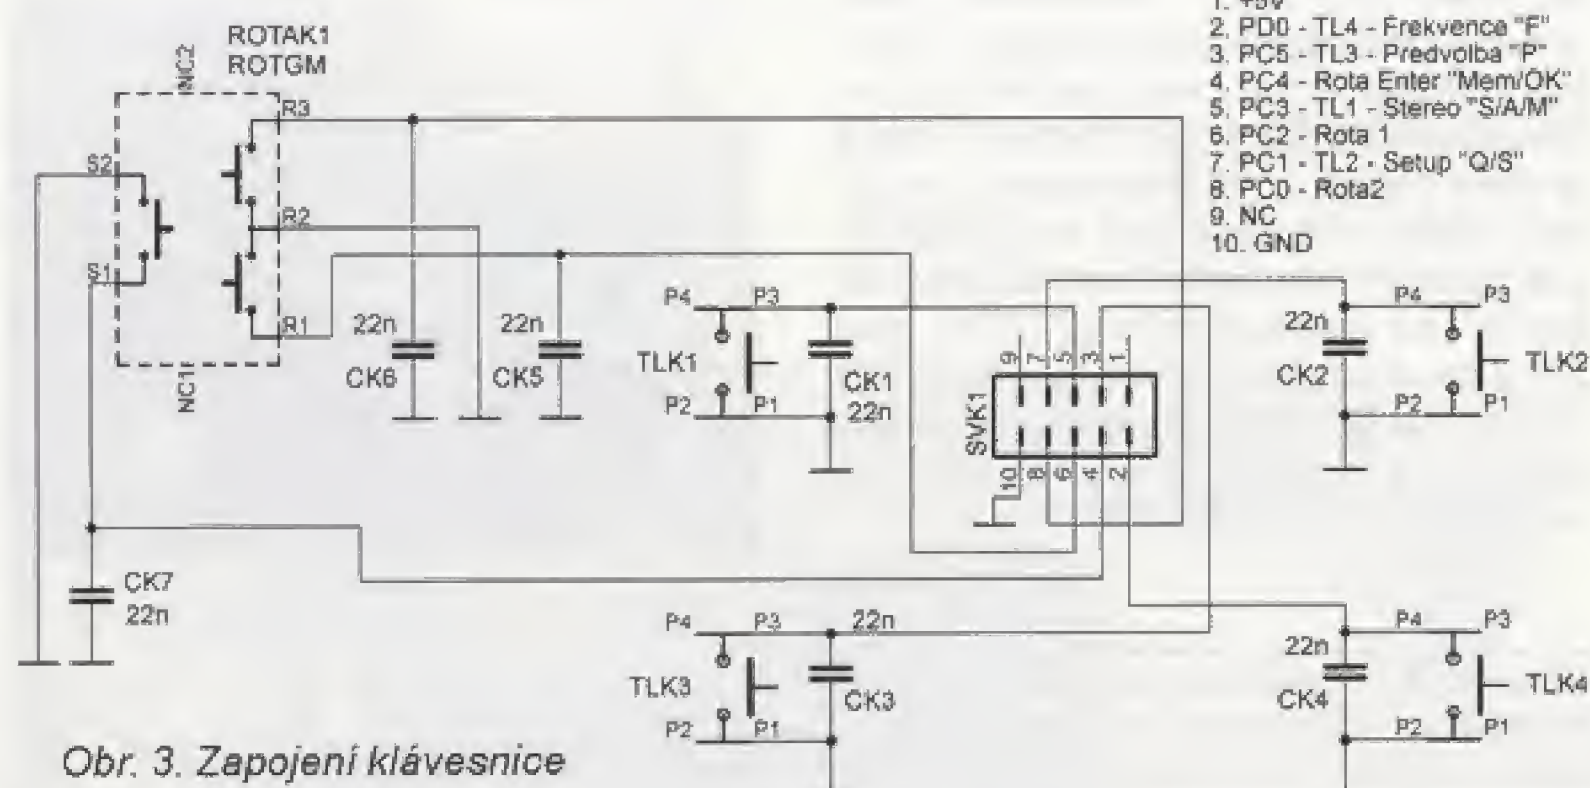 1. +5V
2. PD0 - TL4 - Frekvence "F"
3. PC5 - TL3 - Predvolba "P"
4. PC4 - Rota Enter "Mem/OK"
5. PC3 - TL1 - Stereo "S/A/M"
6. PC2 - Rota 1
7. PC1 - TL2 - Setup "Q/S"
8. PC0 - Rota2
9. NC
10. GND
ROTAK1
ROTGM
NC2
R3
S2
R2
S1
R1
NC1
22n
CK6
22n
CK5
P4 P3
TLK1
P2 P1
CK1
22n
9 7 5 3 1
SVK1
10 8 6 4 2
22n
CK2
P4 P3
TLK2
P2 P1
CK7
22n
P4 P3 22n
TLK3
CK3
P2 P1
22n
CK4
P4 P3
TLK4
P2 P1
Obr. 3. Zapojení klávesnice